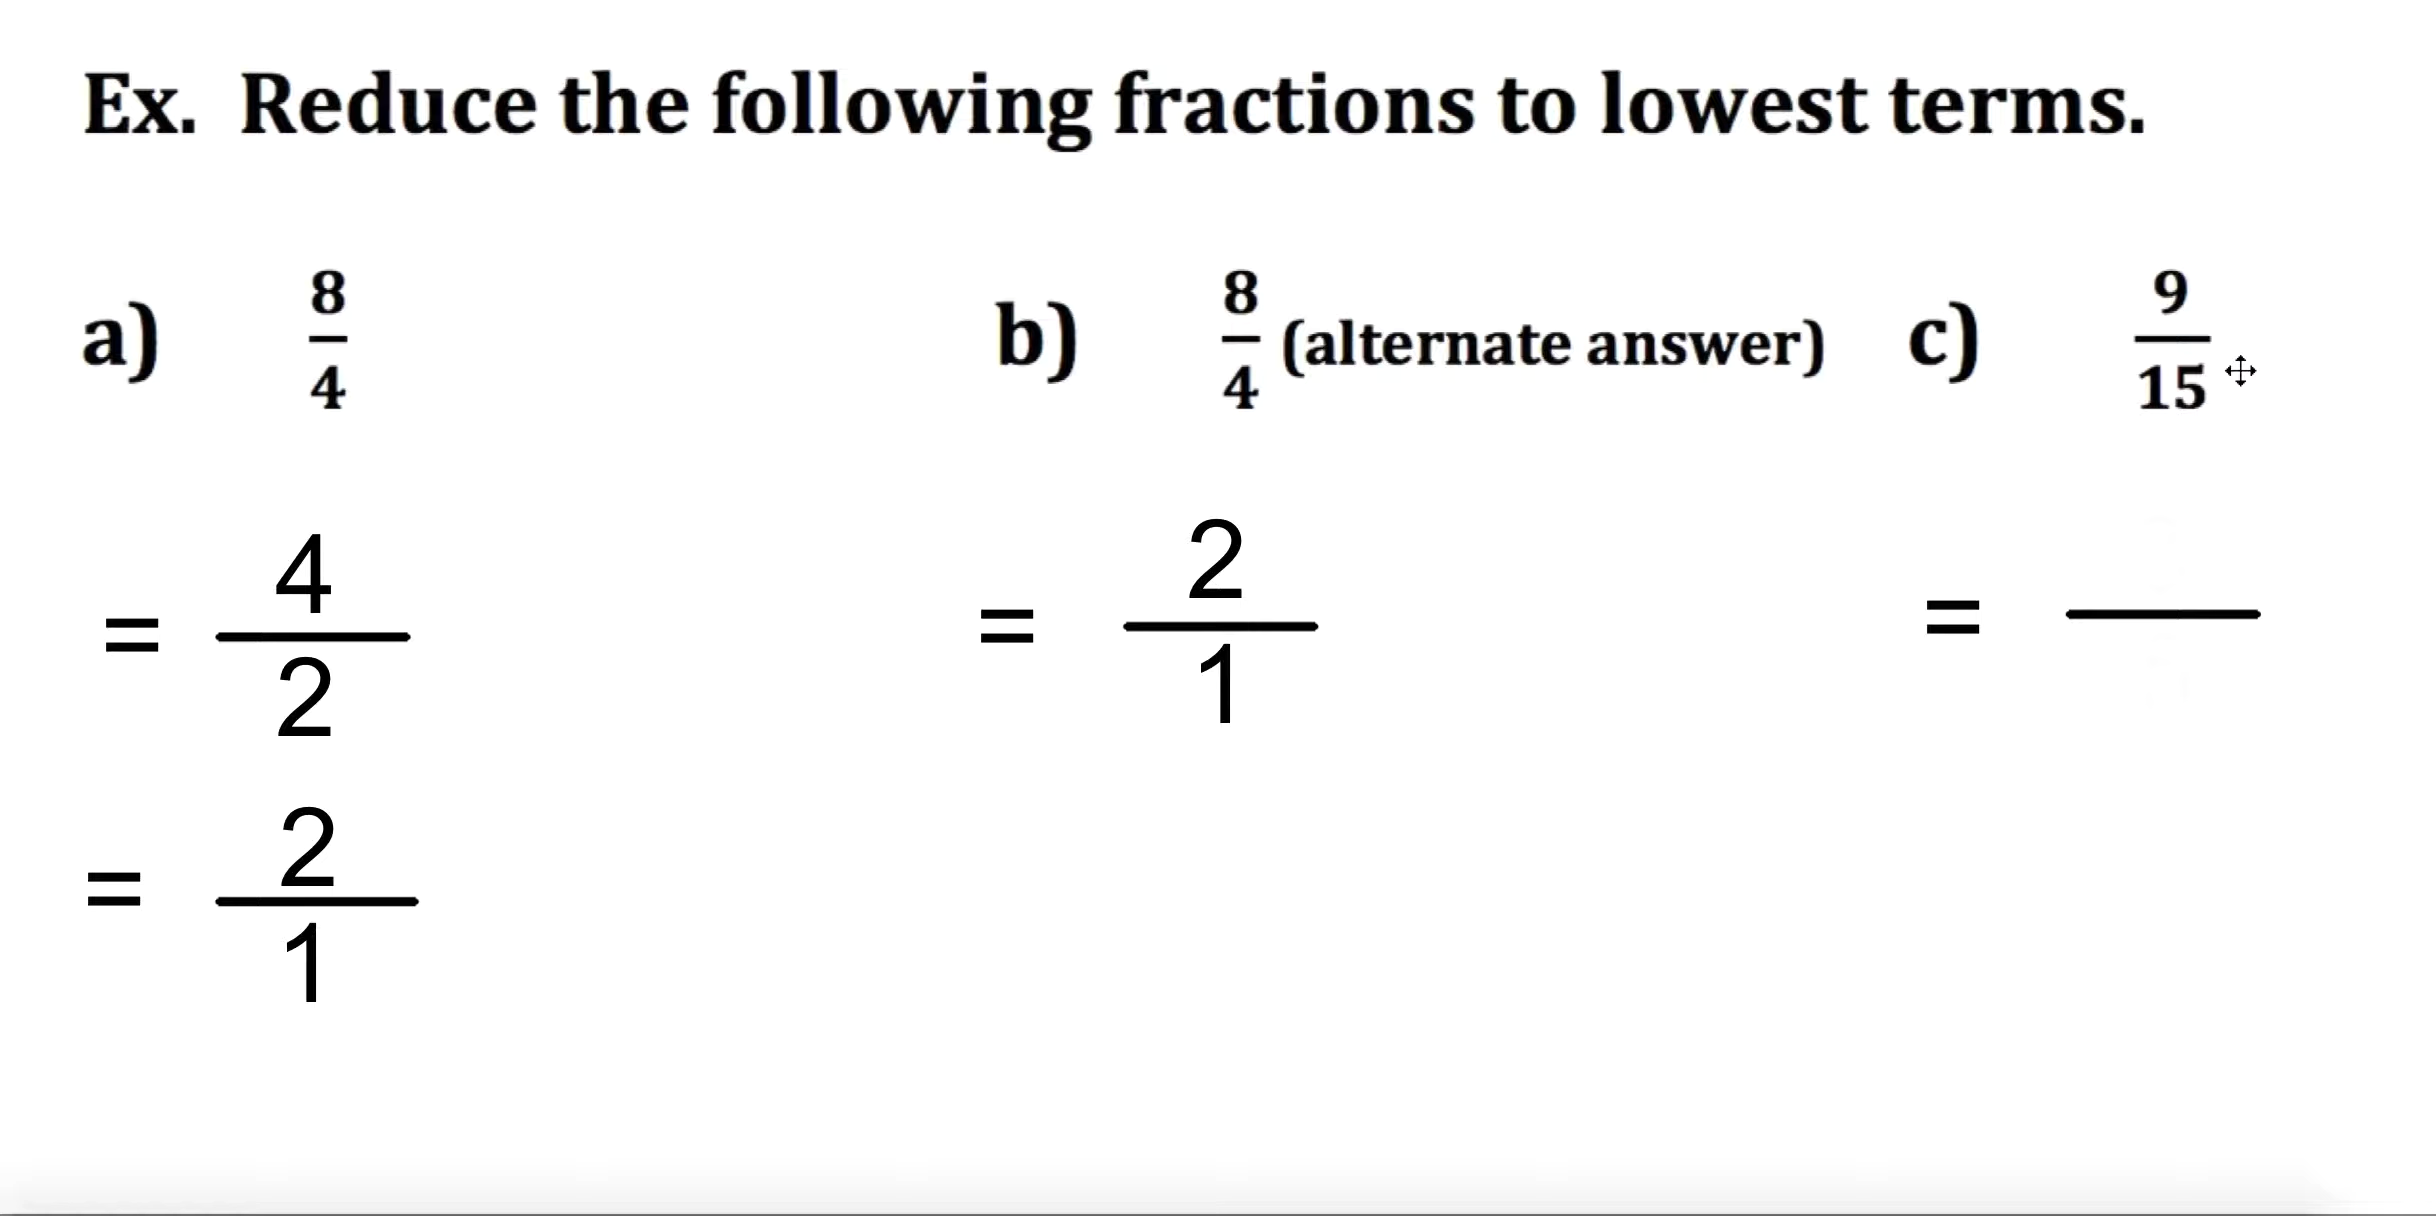 Ex. Reduce the following fractions to lowest terms.
a) 8/4 b) 8/4 (alternate answer) c) 9/15
= 4/2 = 2/1 = —
= 2/1